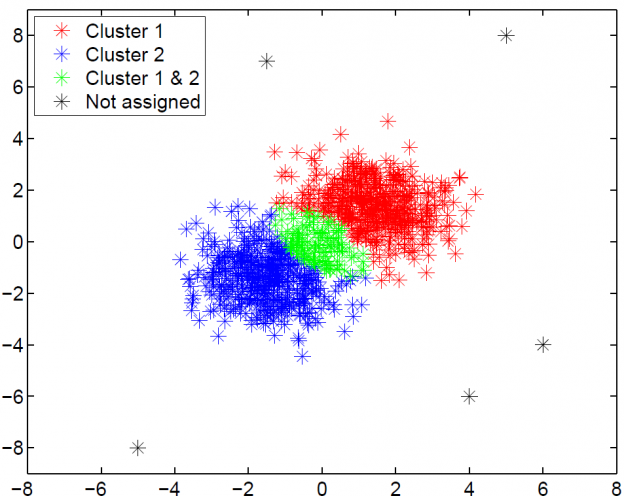 8
6
4
2
0
−2
−4
−6
−8
Cluster 1
Cluster 2
Cluster 1 & 2
Not assigned
−8 −6 −4 −2 0 2 4 6 8